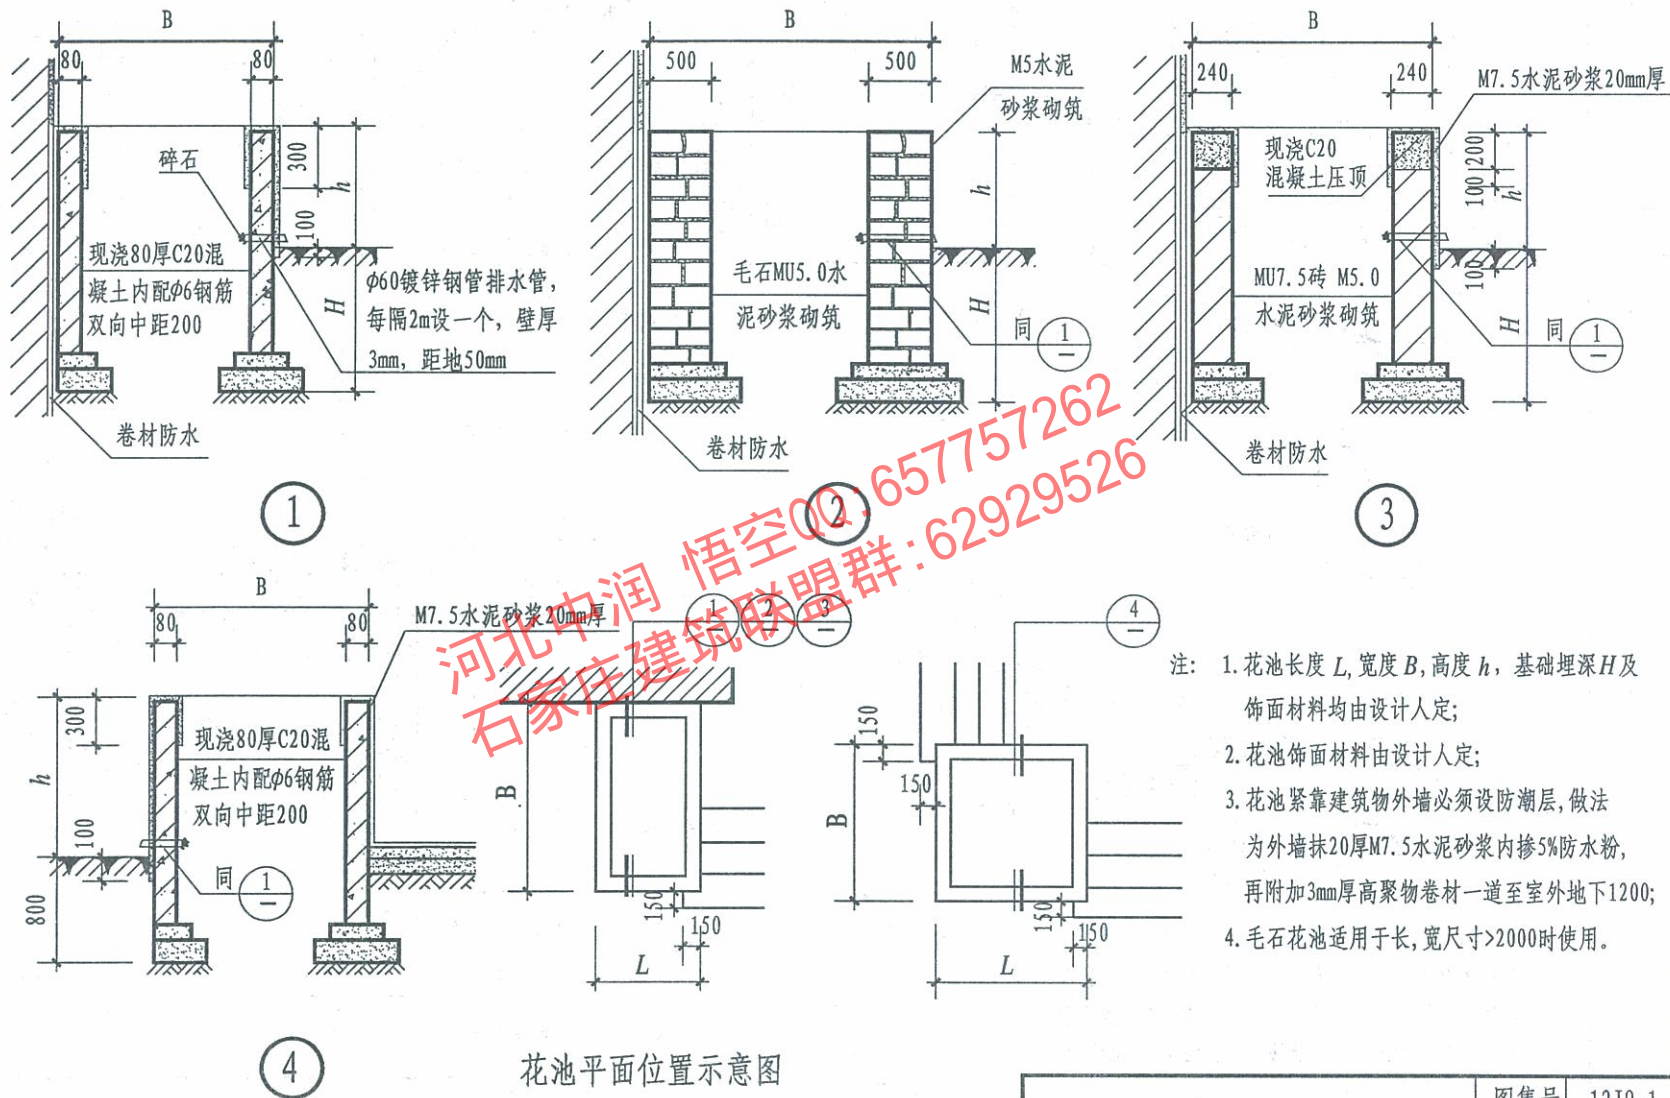 B
80
80
碎石
300
h
100
现浇80厚C20混
凝土内配φ6钢筋
双向中距200
φ60镀锌钢管排水管，
每隔2m设一个，壁厚
3mm，距地50mm
H
卷材防水
1
B
500
500
M5水泥
砂浆砌筑
h
毛石MU5.0水
泥砂浆砌筑
H
同 1
卷材防水
2
B
240
240
M7.5水泥砂浆20mm厚
现浇C20
混凝土压顶
200
100
h
100
MU7.5砖 M5.0
水泥砂浆砌筑
H
同 1
卷材防水
3
河北中润 悟空QQ:657757262
石家庄建筑联盟群:62929526
B
80
80
M7.5水泥砂浆20mm厚
300
h
现浇80厚C20混
凝土内配φ6钢筋
双向中距200
100
同 1
800
4
1 2 3
B
150
150
L
4
150
150
B
150
150
L
花池平面位置示意图
注: 1.花池长度 L,宽度 B,高度 h，基础埋深H及
饰面材料均由设计人定;
2.花池饰面材料由设计人定;
3.花池紧靠建筑物外墙必须设防潮层,做法
为外墙抹20厚M7.5水泥砂浆内掺5%防水粉,
再附加3mm厚高聚物卷材一道至室外地下1200;
4.毛石花池适用于长,宽尺寸>2000时使用。
图集号 12J9-1